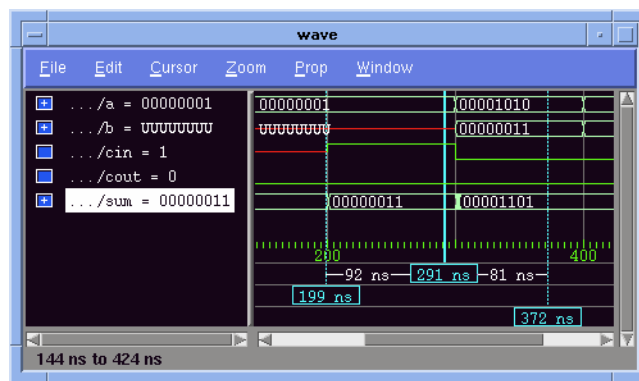 wave
File Edit Cursor Zoom Prop Window
.../a = 00000001 00000001 00001010
.../b = UUUUUUUU UUUUUUUU 00000011
.../cin = 1
.../cout = 0
.../sum = 00000011 00000011 00001101
200 400
92 ns 291 ns 81 ns
199 ns
372 ns
144 ns to 424 ns